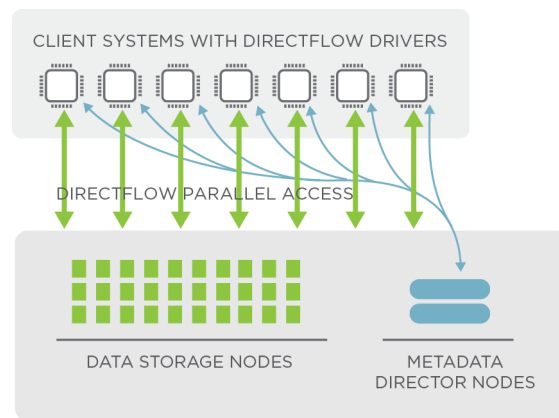 CLIENT SYSTEMS WITH DIRECTFLOW DRIVERS
DIRECTFLOW PARALLEL ACCESS
DATA STORAGE NODES
METADATA
DIRECTOR NODES